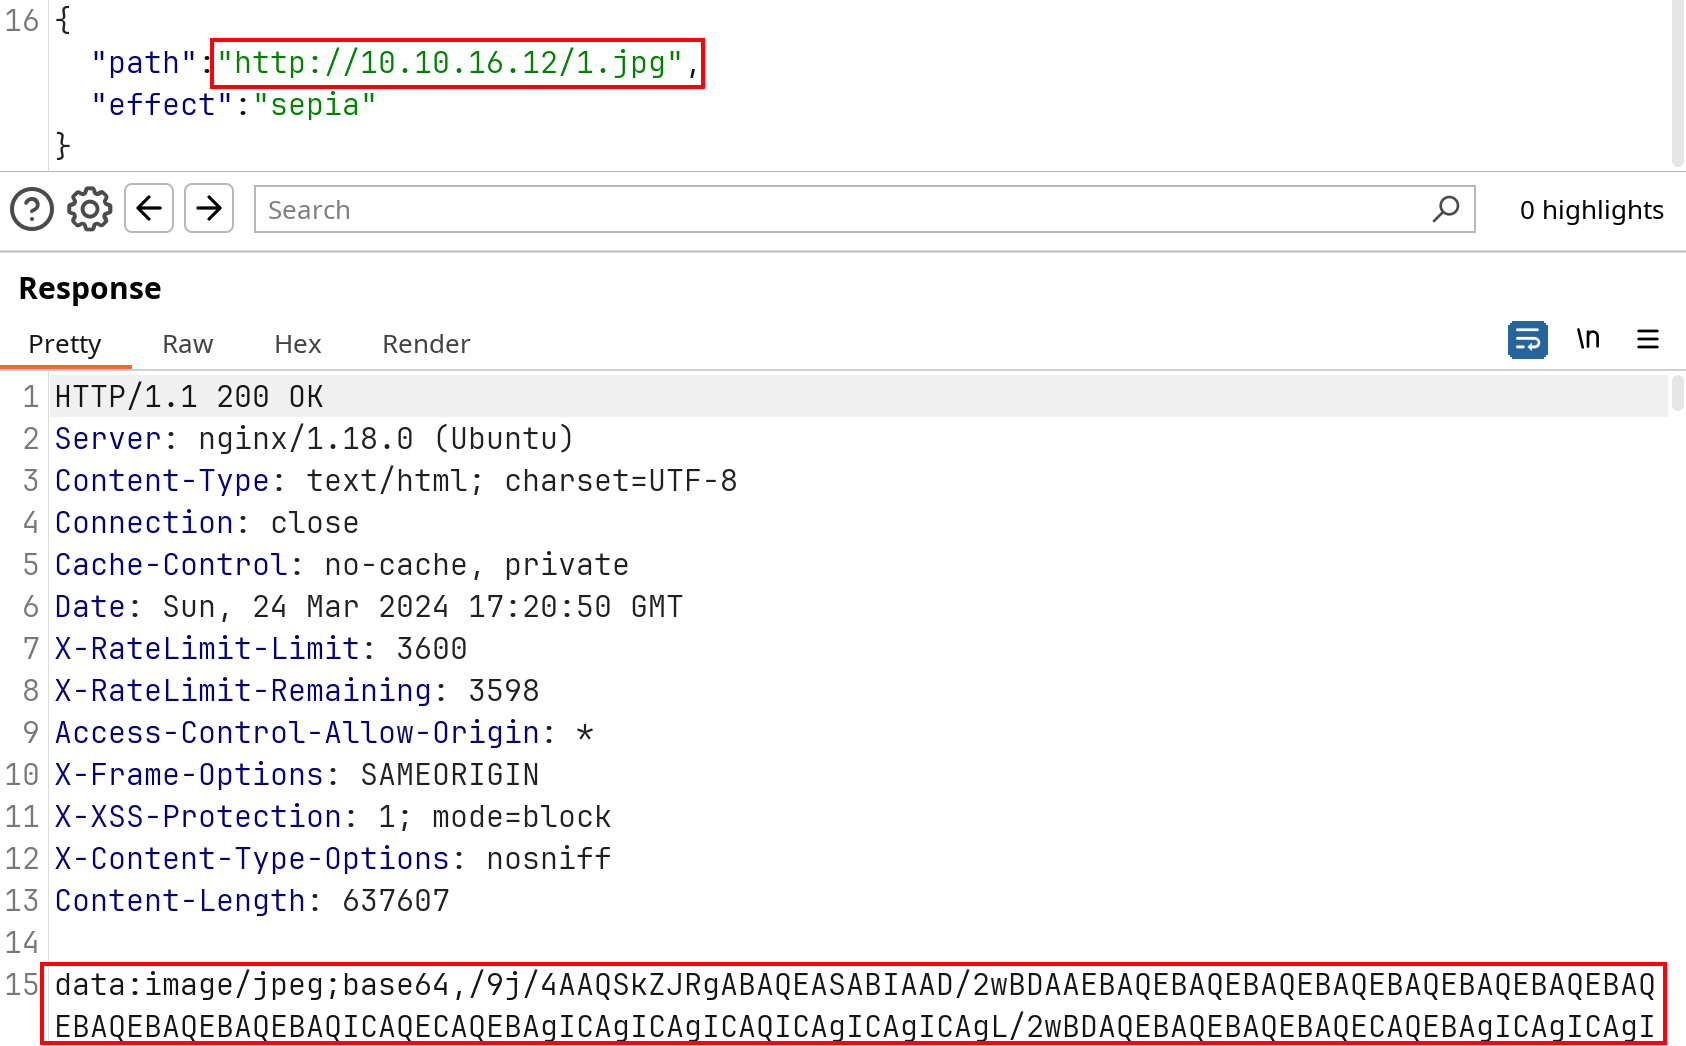 16 {
"path":"http://10.10.16.12/1.jpg",
"effect":"sepia"
}
Search
0 highlights
Response
Pretty Raw Hex Render
\n
1 HTTP/1.1 200 OK
2 Server: nginx/1.18.0 (Ubuntu)
3 Content-Type: text/html; charset=UTF-8
4 Connection: close
5 Cache-Control: no-cache, private
6 Date: Sun, 24 Mar 2024 17:20:50 GMT
7 X-RateLimit-Limit: 3600
8 X-RateLimit-Remaining: 3598
9 Access-Control-Allow-Origin: *
10 X-Frame-Options: SAMEORIGIN
11 X-XSS-Protection: 1; mode=block
12 X-Content-Type-Options: nosniff
13 Content-Length: 637607
14
15 data:image/jpeg;base64,/9j/4AAQSkZJRgABAQEASABIAAD/2wBDAAEBAQEBAQEBAQEBAQEBAQEBAQEBAQEBAQ
EBAQEBAQEBAQEBAQICAQECAQEBAgICAgICAgICAQICAgICAgICAgL/2wBDAQEBAQEBAQEBAQECAQEBAgICAgICAgI